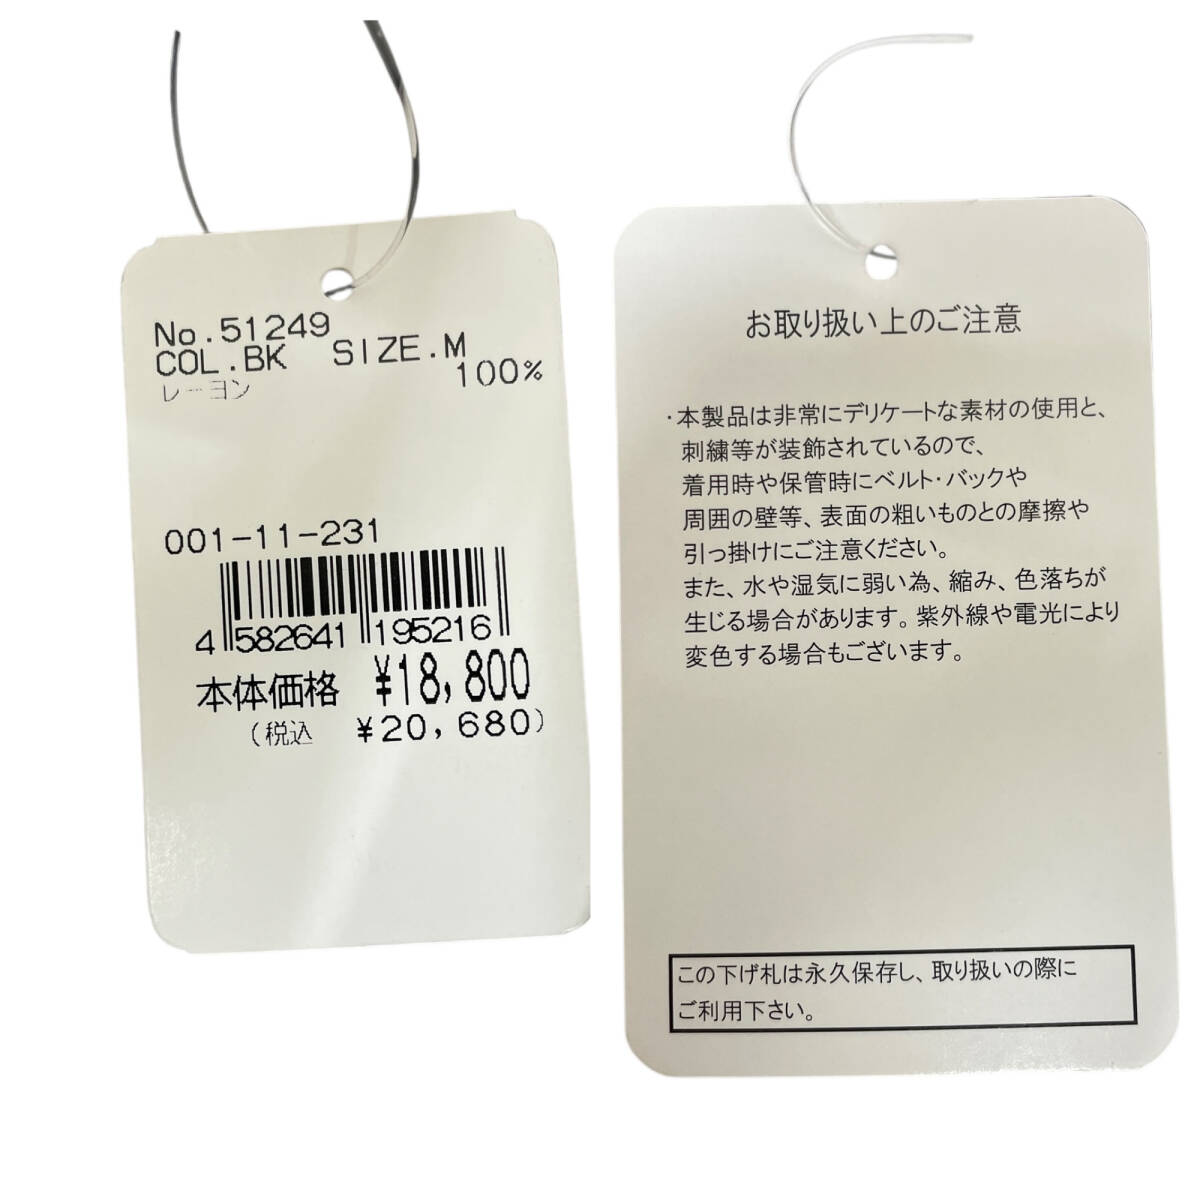 No.51249
COL.BK SIZE.M
レーヨン 100%
001-11-231
4 582641 195216
本体価格 ¥18,800
(税込 ¥20,680)
お取り扱い上のご注意
・本製品は非常にデリケートな素材の使用と、
刺繍等が装飾されているので、
着用時や保管時にベルト・バックや
周囲の壁等、表面の粗いものとの摩擦や
引っ掛けにご注意ください。
また、水や湿気に弱い為、縮み、色落ちが
生じる場合があります。紫外線や電光により
変色する場合もございます。
この下げ札は永久保存し、取り扱いの際に
ご利用下さい。